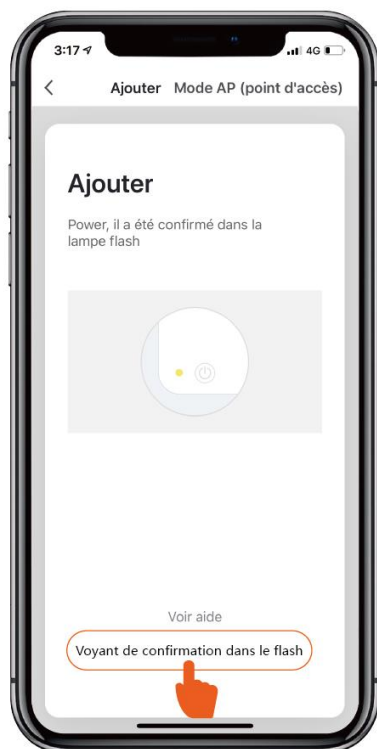 3:17 4G
Ajouter Mode AP (point d'accès)
Ajouter
Power, il a été confirmé dans la
lampe flash
Voir aide
Voyant de confirmation dans le flash